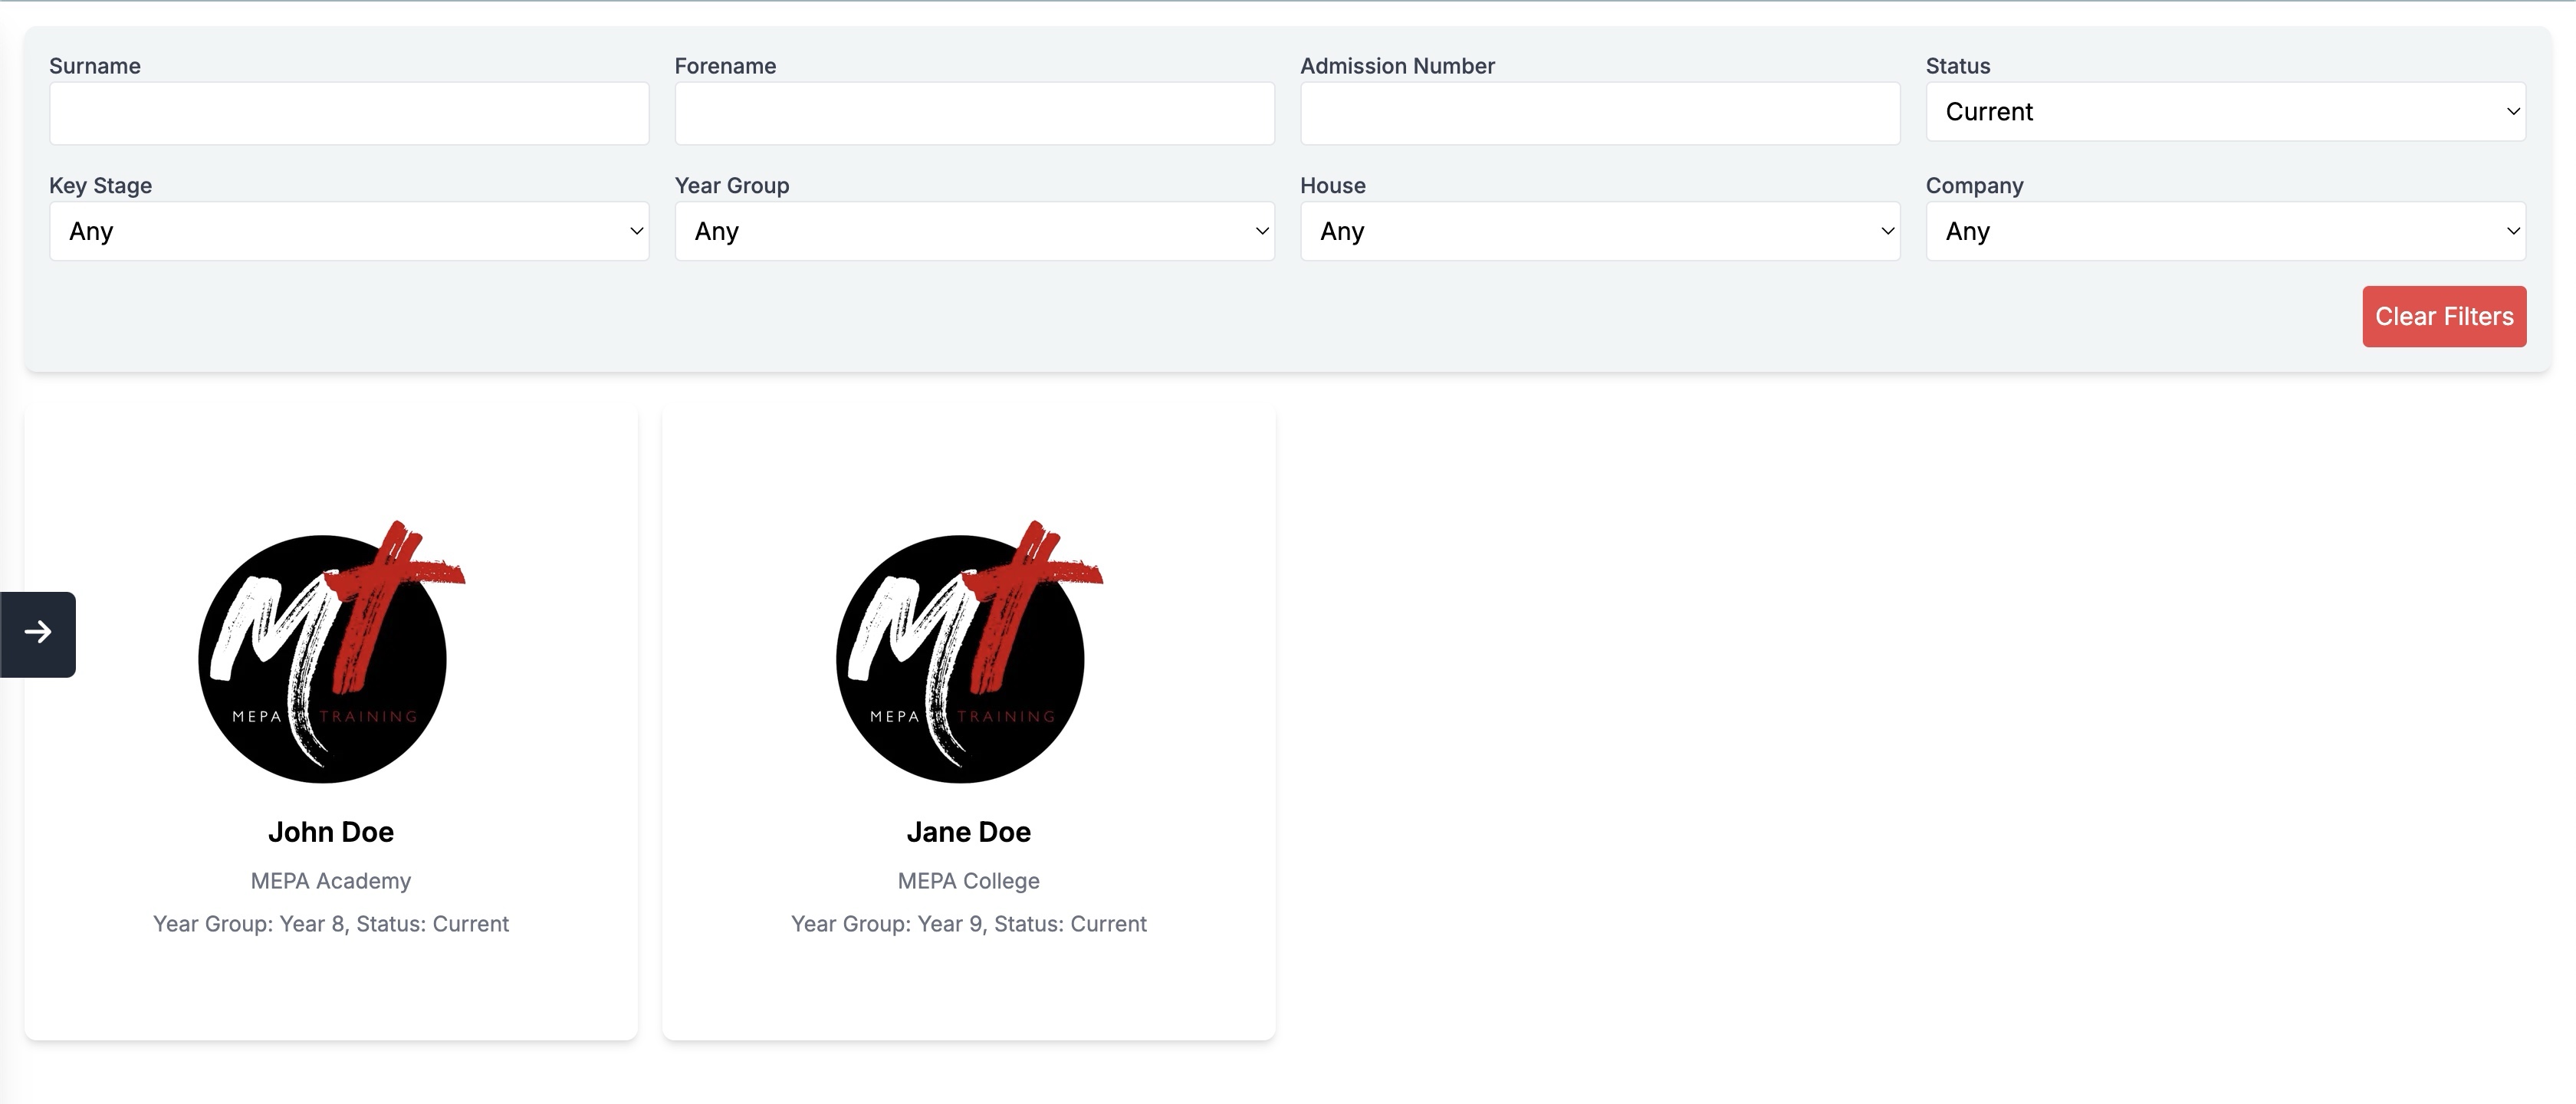 Surname Forename Admission Number Status
Current
Key Stage Year Group House Company
Any Any Any Any
Clear Filters
MT MT
MEPA TRAINING MEPA TRAINING
John Doe Jane Doe
MEPA Academy MEPA College
Year Group: Year 8, Status: Current Year Group: Year 9, Status: Current